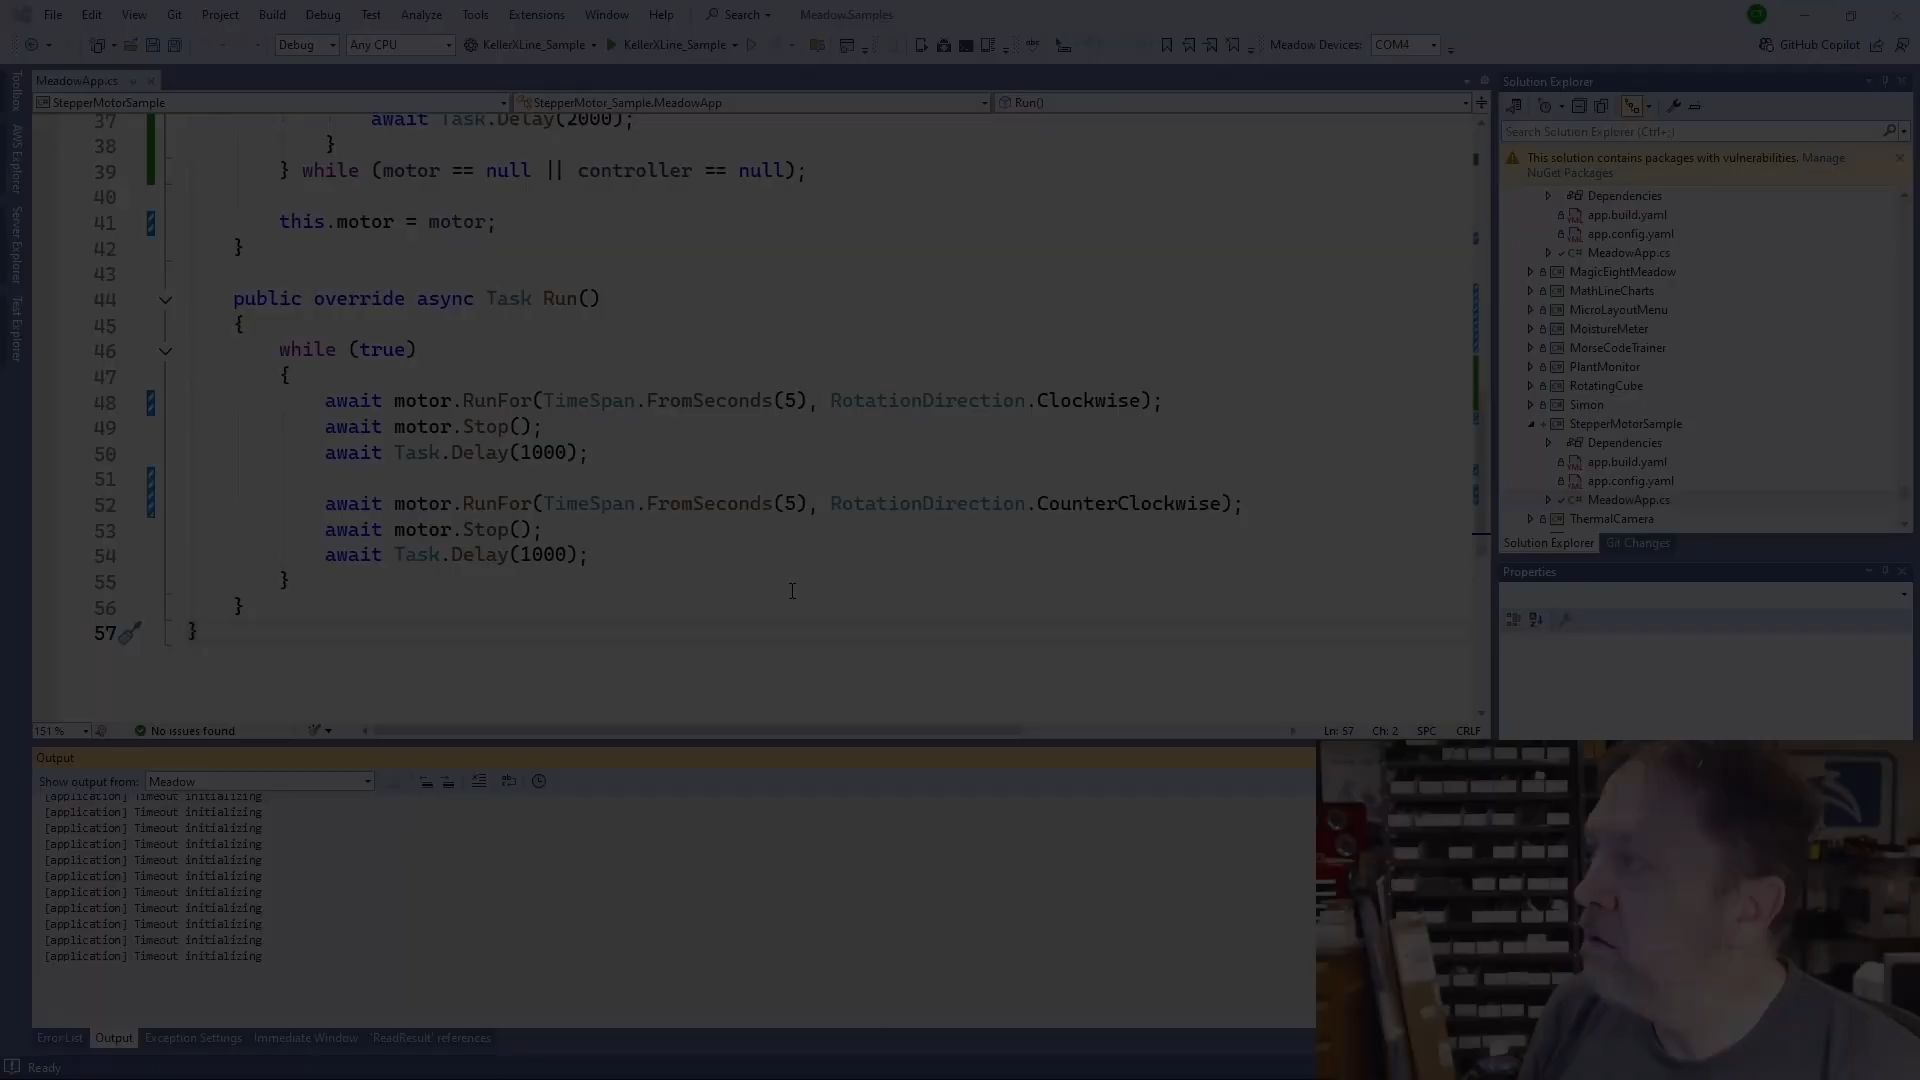 File Edit View Git Project Build Debug Test Analyze Tools Extensions Window Help Search Meadow.Samples
Debug Any CPU KellerXLine_Sample KellerXLine_Sample Meadow Devices: COM4 GitHub Copilot
Toolbox
AWS Explorer
Server Explorer
Test Explorer
MeadowApp.cs
StepperMotorSample StepperMotor_Sample.MeadowApp Run()
37 await Task.Delay(2000);
38 }
39 } while (motor == null || controller == null);
40
41 this.motor = motor;
42 }
43
44 public override async Task Run()
45 {
46 while (true)
47 {
48 await motor.RunFor(TimeSpan.FromSeconds(5), RotationDirection.Clockwise);
49 await motor.Stop();
50 await Task.Delay(1000);
51
52 await motor.RunFor(TimeSpan.FromSeconds(5), RotationDirection.CounterClockwise);
53 await motor.Stop();
54 await Task.Delay(1000);
55 }
56 }
57 }
151 % No issues found Ln: 57 Ch: 2 SPC CRLF
Solution Explorer
Search Solution Explorer (Ctrl+;)
This solution contains packages with vulnerabilities. Manage
NuGet Packages
Dependencies
app.build.yaml
app.config.yaml
MeadowApp.cs
MagicEightMeadow
MathLineCharts
MicroLayoutMenu
MoistureMeter
MorseCodeTrainer
PlantMonitor
RotatingCube
Simon
StepperMotorSample
Dependencies
app.build.yaml
app.config.yaml
MeadowApp.cs
ThermalCamera
Solution Explorer Git Changes
Properties
Output
Show output from: Meadow
[application] Timeout initializing
[application] Timeout initializing
[application] Timeout initializing
[application] Timeout initializing
[application] Timeout initializing
[application] Timeout initializing
[application] Timeout initializing
[application] Timeout initializing
[application] Timeout initializing
[application] Timeout initializing
[application] Timeout initializing
Error List Output Exception Settings Immediate Window 'ReadResult' references
Ready